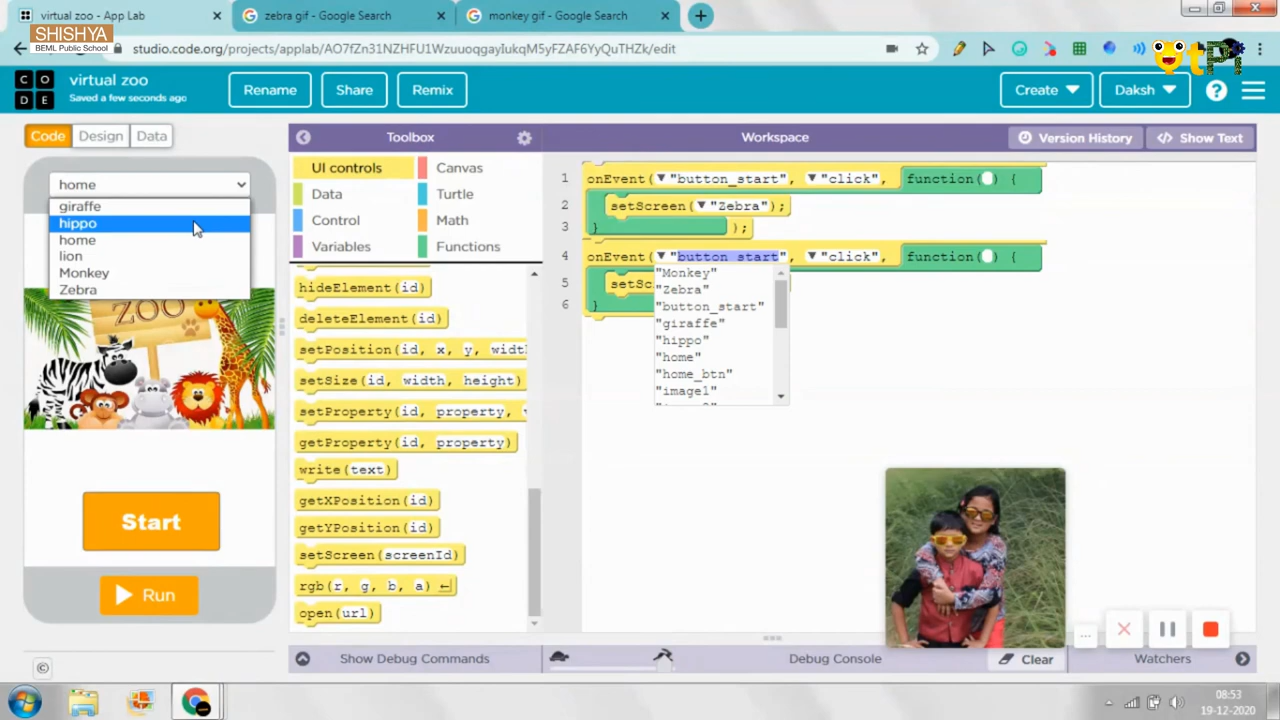 virtual zoo - App Lab
zebra gif - Google Search
monkey gif - Google Search
SHISHYA
BEML Public School
studio.code.org/projects/applab/AO7fZn31NZHFU1WzuuoqgaylukqM5yFZAF6YyQuTHZk/edit
C O
D E
virtual zoo
Saved a few seconds ago
Rename
Share
Remix
Create
Daksh
?
Code
Design
Data
Toolbox
Workspace
Version History
</> Show Text
home
giraffe
hippo
home
lion
Monkey
Zebra
ZOO
Start
Run
UI controls
Canvas
Data
Turtle
Control
Math
Variables
Functions
hideElement(id)
deleteElement(id)
setPosition(id, x, y, widt
setSize(id, width, height)
setProperty(id, property,
getProperty(id, property)
write(text)
getXPosition(id)
getYPosition(id)
setScreen(screenId)
rgb(r, g, b, a)
open(url)
1 onEvent( "button_start", "click", function( ) {
2 setScreen( "Zebra");
3 } );
4 onEvent( "button_start", "click", function( ) {
5 setSc
6 }
"Monkey"
"Zebra"
"button_start"
"giraffe"
"hippo"
"home"
"home_btn"
"image1"
Show Debug Commands
Debug Console
Clear
Watchers
08:53
19-12-2020